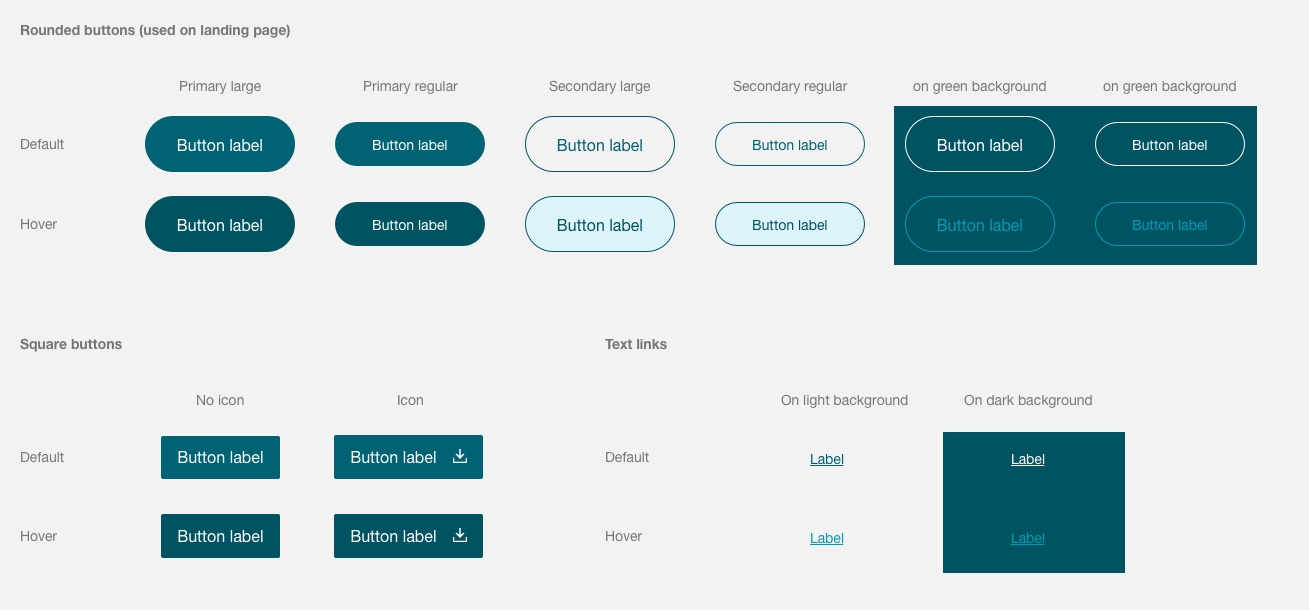 Rounded buttons (used on landing page)
Primary large Primary regular Secondary large Secondary regular on green background on green background
Default Button label Button label Button label Button label Button label Button label
Hover Button label Button label Button label Button label Button label Button label
Square buttons Text links
No icon Icon On light background On dark background
Default Button label Button label Default Label Label
Hover Button label Button label Hover Label Label